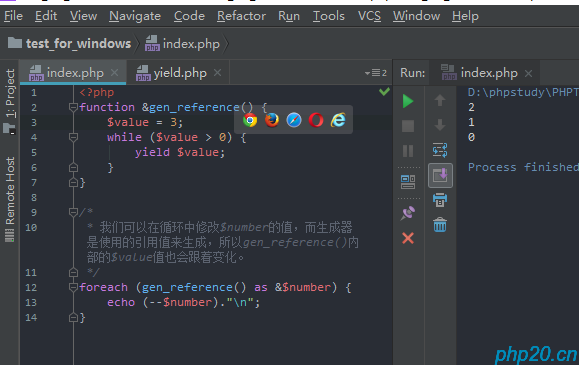 File Edit View Navigate Code Refactor Run Tools VCS Window Help
test_for_windows index.php
index.php yield.php 2 Run: index.php
1: Project
Remote Host
1 <?php
2 function &gen_reference() {
3 $value = 3;
4 while ($value > 0) {
5 yield $value;
6 }
7 }
8
9 /*
10 * 我们可以在循环中修改$number的值，而生成器
是使用的引用值来生成，所以gen_reference()内
部的$value值也会跟着变化。
11 */
12 foreach (gen_reference() as &$number) {
13 echo (--$number)."\n";
14 }
D:\phpstudy\PHPT
2
1
0
Process finished
php20.cn